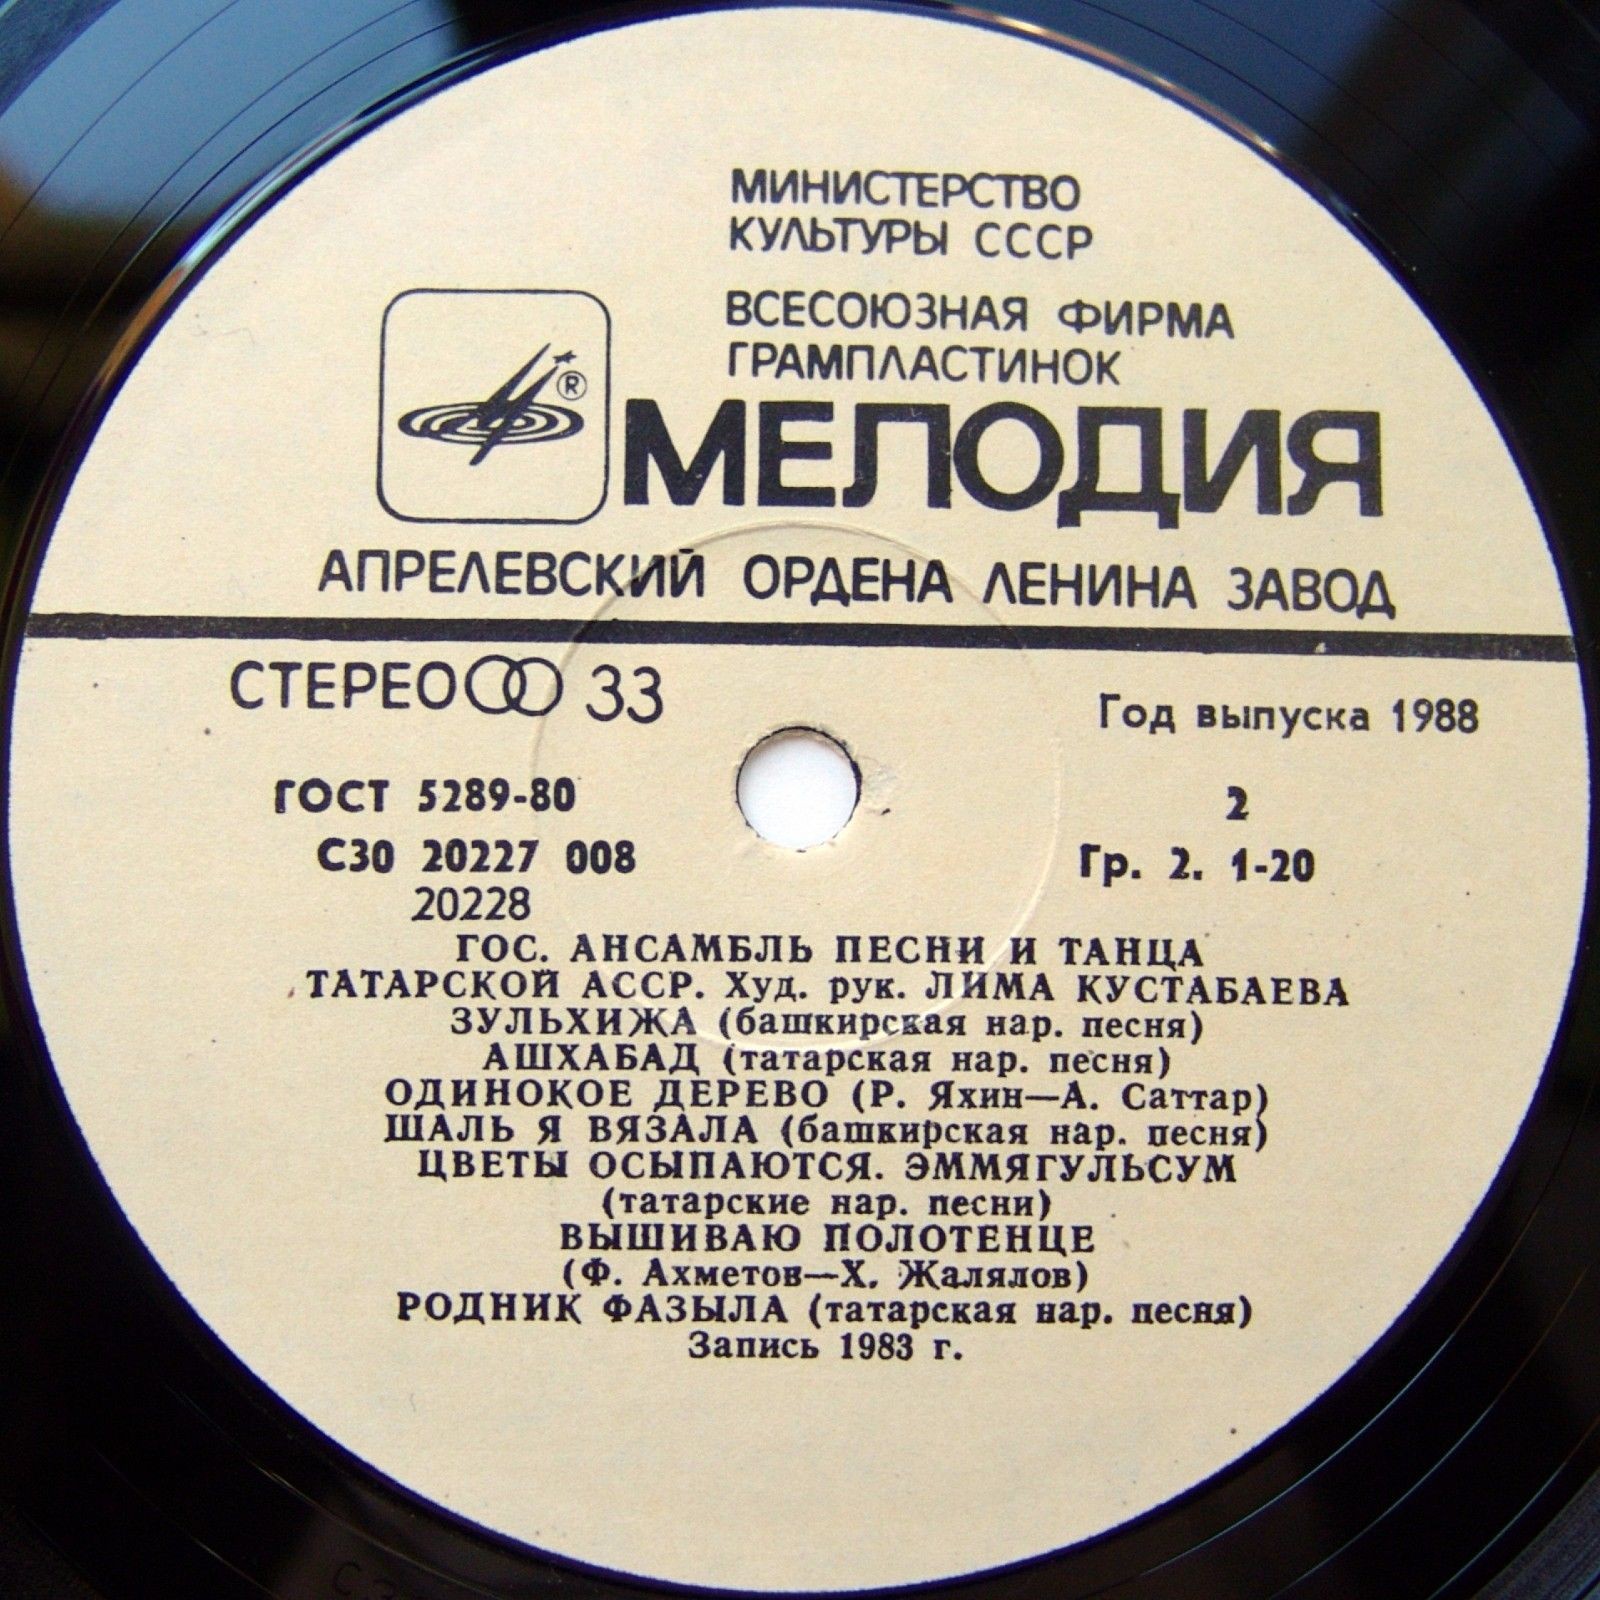 МИНИСТЕРСТВО
КУЛЬТУРЫ СССР
ВСЕСОЮЗНАЯ ФИРМА
ГРАМПЛАСТИНОК
®
МЕЛОДИЯ
АПРЕЛЕВСКИЙ ОРДЕНА ЛЕНИНА ЗАВОД
СТЕРЕО 33
Год выпуска 1988
ГОСТ 5289-80
2
С30 20227 008
Гр. 2. 1-20
20228
ГОС. АНСАМБЛЬ ПЕСНИ И ТАНЦА
ТАТАРСКОЙ АССР. Худ. рук. ЛИМА КУСТАБАЕВА
ЗУЛЬХИЖА (башкирская нар. песня)
АШХАБАД (татарская нар. песня)
ОДИНОКОЕ ДЕРЕВО (Р. Яхин—А. Саттар)
ШАЛЬ Я ВЯЗАЛА (башкирская нар. песня)
ЦВЕТЫ ОСЫПАЮТСЯ. ЭММЯГУЛЬСУМ
(татарские нар. песни)
ВЫШИВАЮ ПОЛОТЕНЦЕ
(Ф. Ахметов—Х. Жалялов)
РОДНИК ФАЗЫЛА (татарская нар. песня)
Запись 1983 г.